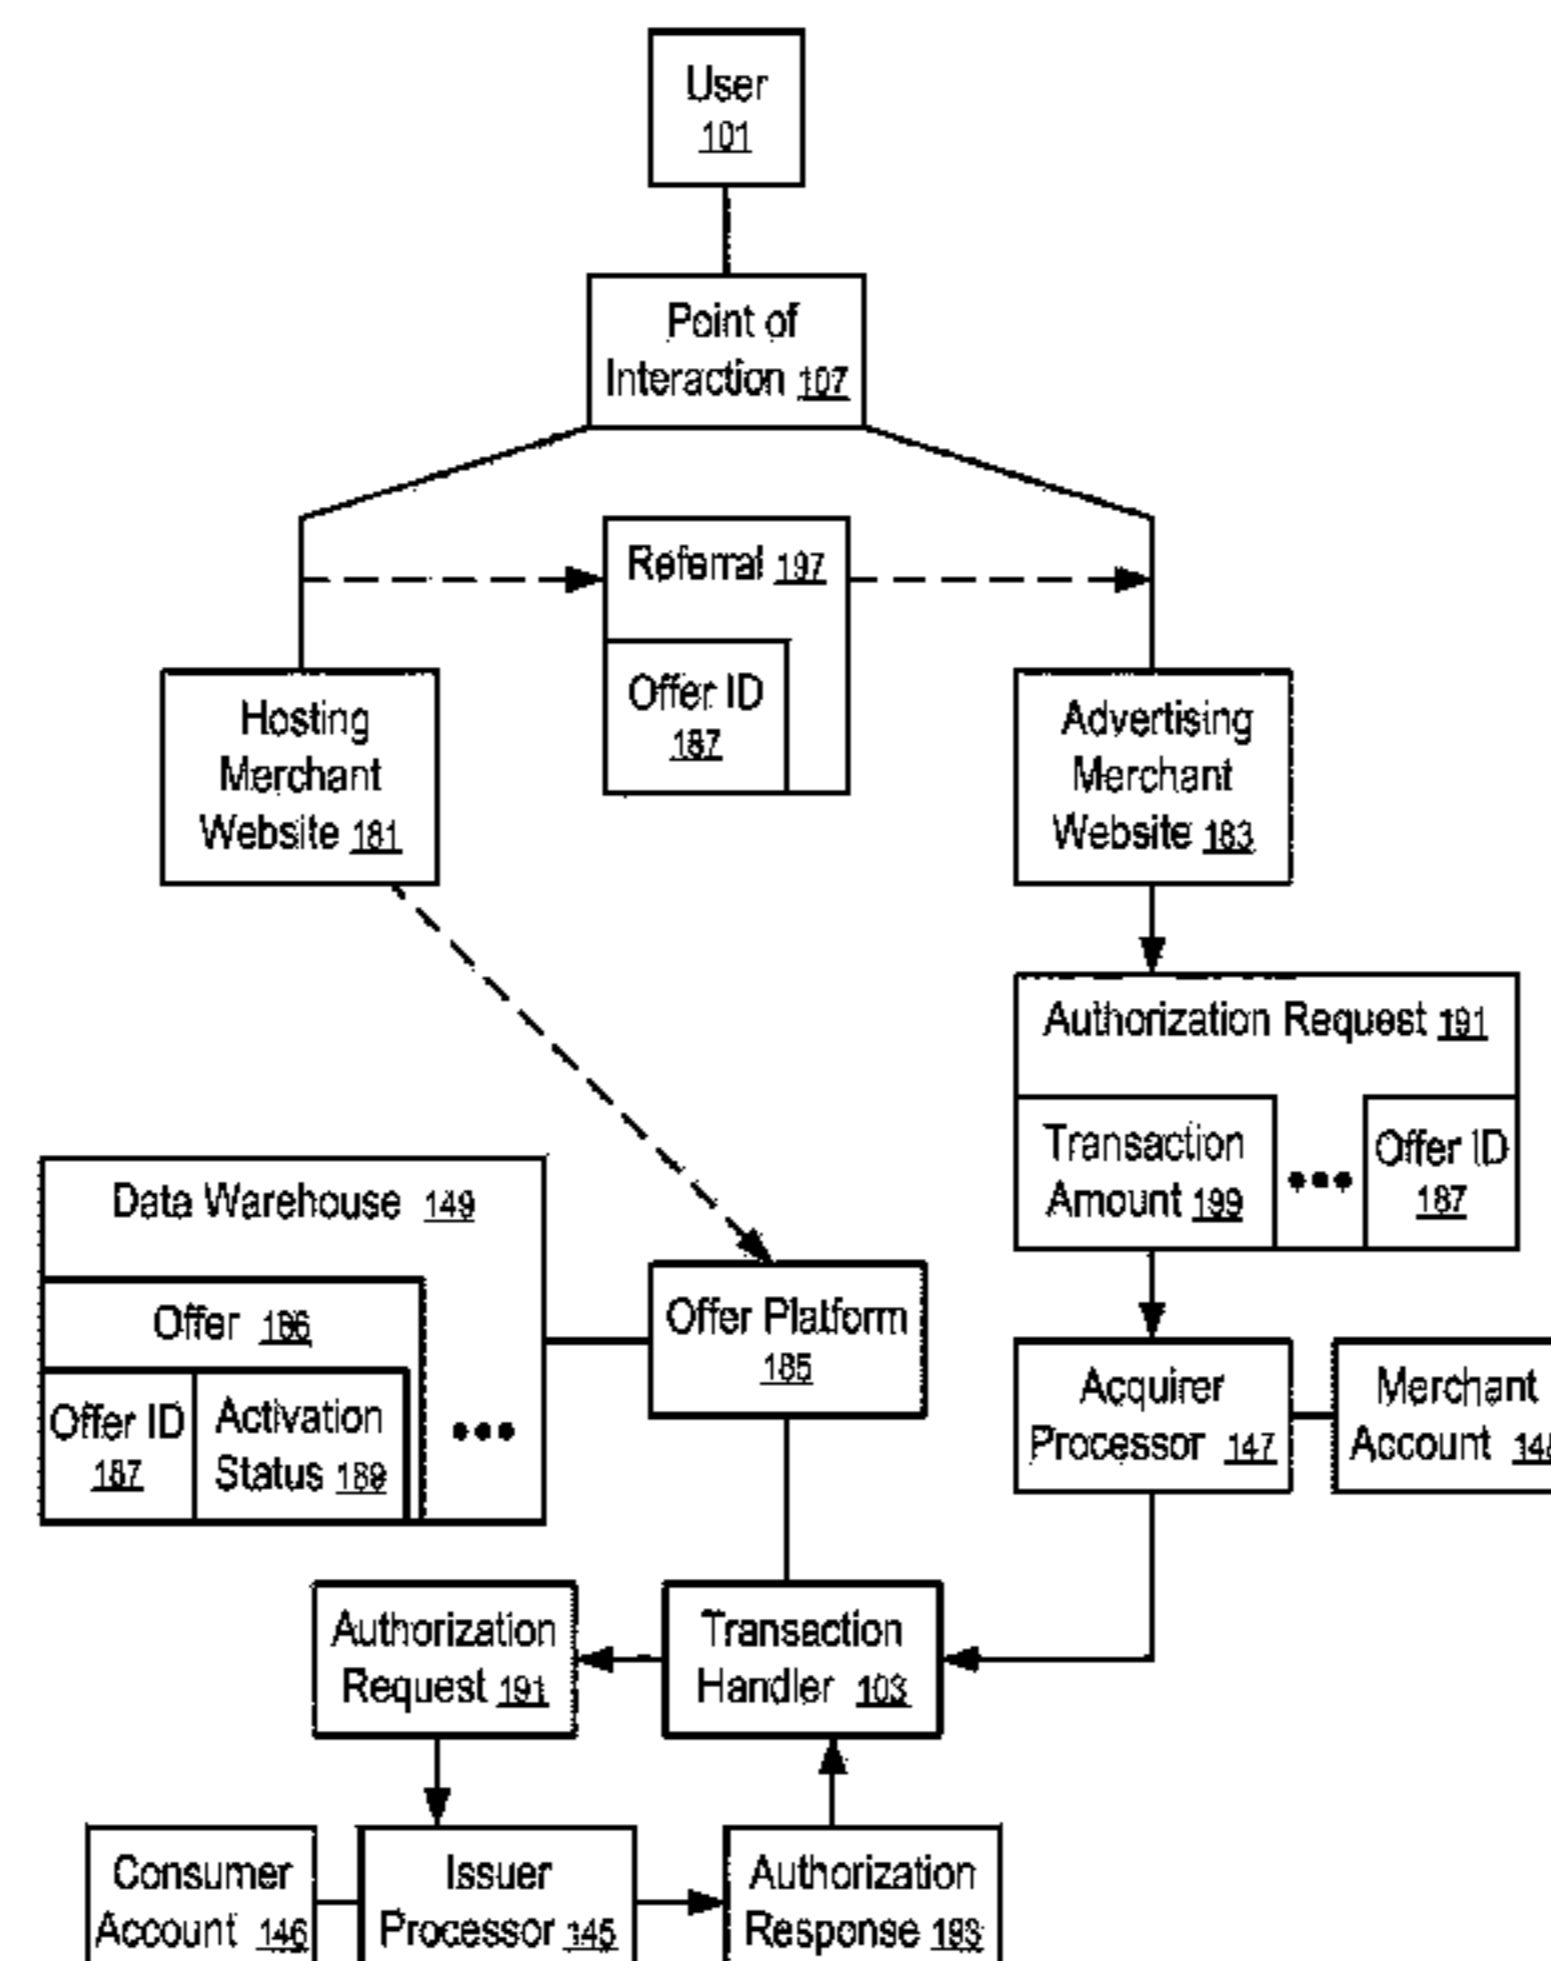 User
101
Point of
Interaction 107
Referral 197
Offer ID
187
Hosting
Merchant
Website 181
Advertising
Merchant
Website 183
Authorization Request 191
Transaction
Amount 199
Offer ID
187
Data Warehouse 149
Offer 186
Offer ID
187
Activation
Status 189
Offer Platform
185
Acquirer
Processor 147
Merchant
Account
Authorization
Request 191
Transaction
Handler 103
Consumer
Account 146
Issuer
Processor 145
Authorization
Response 193